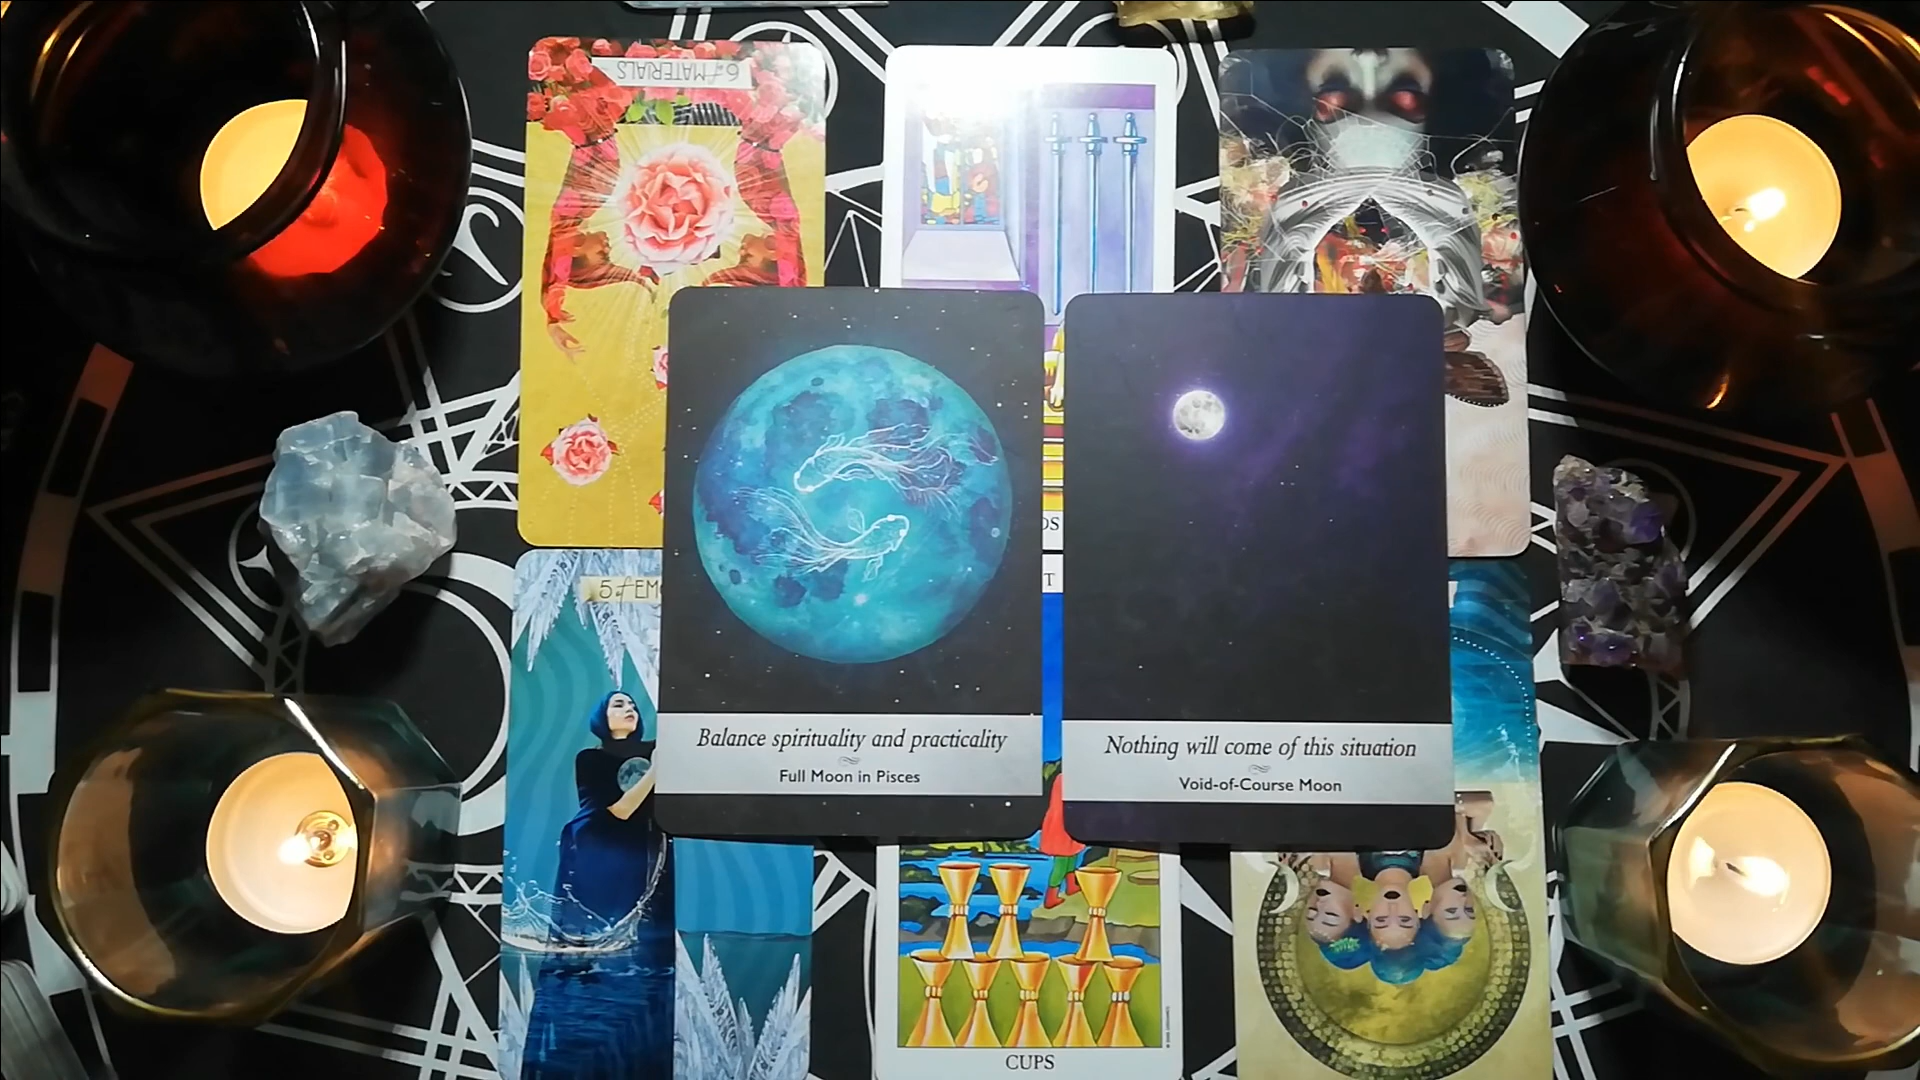 6 of MATERIALS
DS
T
5 of EM
Balance spirituality and practicality
Full Moon in Pisces
Nothing will come of this situation
Void-of-Course Moon
CUPS